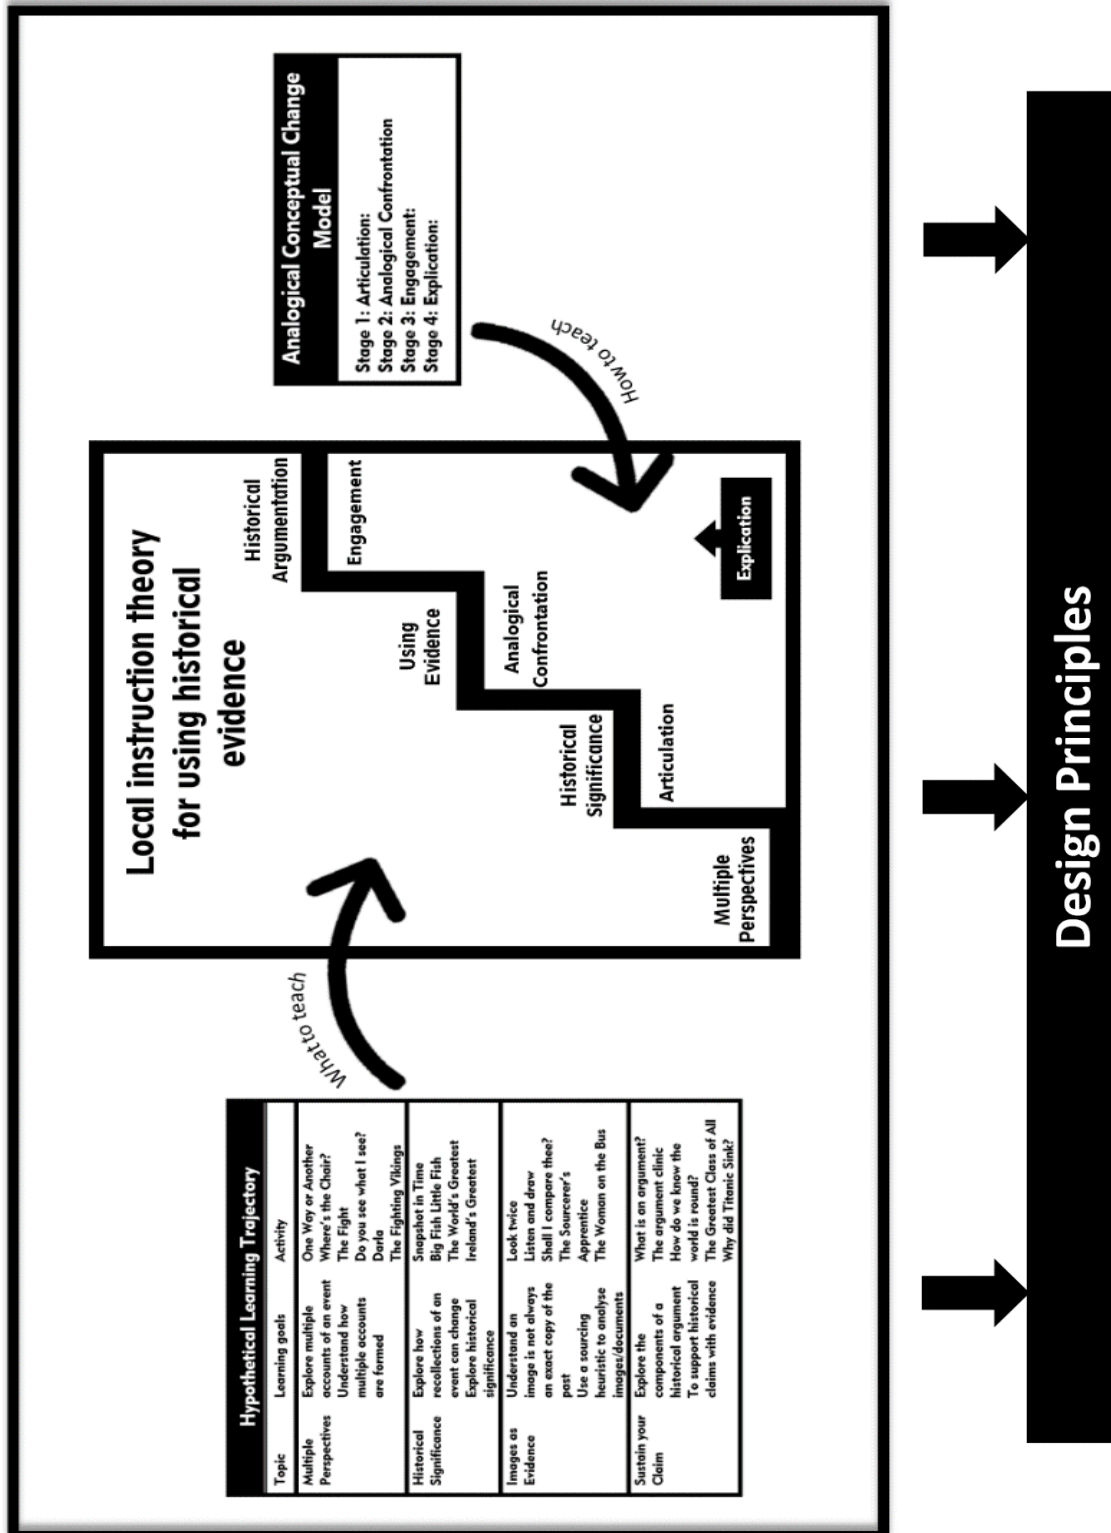 Hypothetical Learning Trajectory
Topic
Learning goals
Activity
Multiple
Perspectives
Explore multiple
accounts of an event
Understand how
multiple accounts
are formed
One Way or Another
Where's the Chair?
The Fight
Do you see what I see?
Darla
The Fighting Vikings
Historical
Significance
Explore how
recollections of an
event can change
Explore historical
significance
Snapshot in Time
Big Fish Little Fish
The World's Greatest
Ireland's Greatest
Images as
Evidence
Understand an
image is not always
an exact copy of the
past
Use a sourcing
heuristic to analyse
images/documents
Look twice
Listen and draw
Shall I compare thee?
The Sourcerer's
Apprentice
The Woman on the Bus
Sustain your
Claim
Explore the
components of a
historical argument
To support historical
claims with evidence
What is an argument?
The argument clinic
How do we know the
world is round?
The Greatest Class of All
Why did Titanic Sink?
What to teach
Local instruction theory
for using historical
evidence
Multiple
Perspectives
Historical
Significance
Using
Evidence
Historical
Argumentation
Articulation
Analogical
Confrontation
Engagement
Explication
How to teach
Analogical Conceptual Change
Model
Stage 1: Articulation:
Stage 2: Analogical Confrontation
Stage 3: Engagement:
Stage 4: Explication:
Design Principles